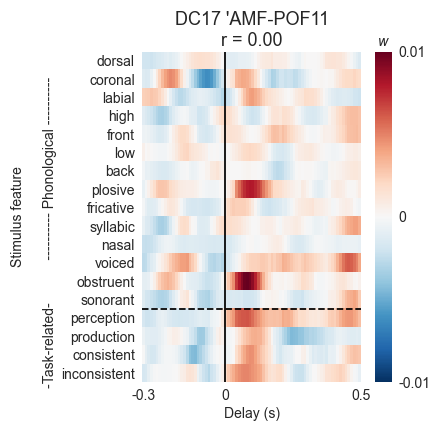 DC17 'AMF-POF11
r = 0.00
w
0.01
0
-0.01
Stimulus feature
---------- Phonological ----------
-Task-related-
dorsal
coronal
labial
high
front
low
back
plosive
fricative
syllabic
nasal
voiced
obstruent
sonorant
perception
production
consistent
inconsistent
-0.3
0
0.5
Delay (s)